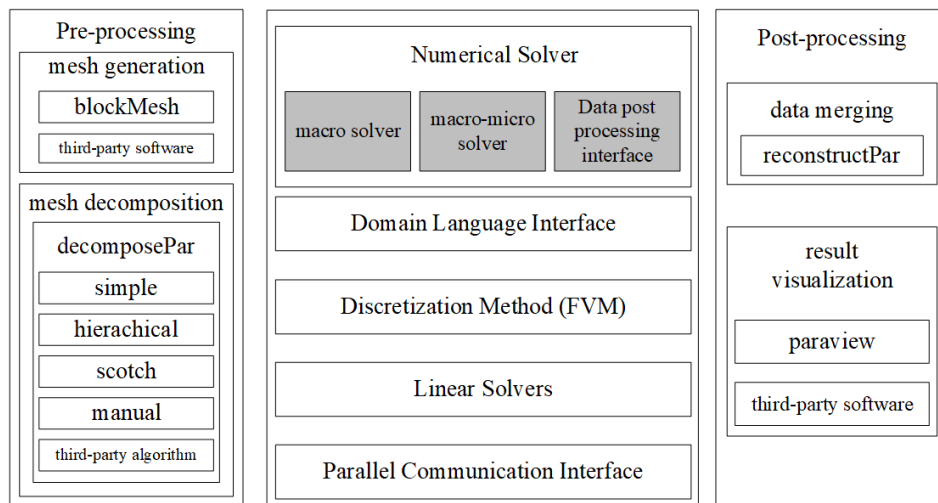 Pre-processing
mesh generation
blockMesh
third-party software
mesh decomposition
decomposePar
simple
hierachical
scotch
manual
third-party algorithm
Numerical Solver
macro solver
macro-micro
solver
Data post
processing
interface
Domain Language Interface
Discretization Method (FVM)
Linear Solvers
Parallel Communication Interface
Post-processing
data merging
reconstructPar
result
visualization
paraview
third-party software